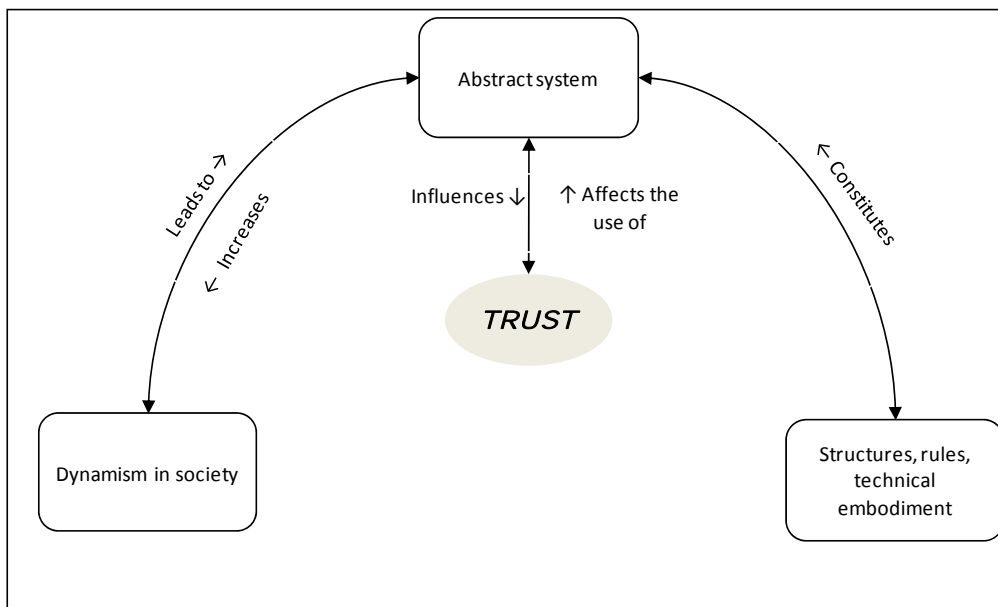 Abstract system
Leads to →
← Increases
Influences ↓
↑ Affects the
use of
← Constitutes
TRUST
Dynamism in society
Structures, rules,
technical
embodiment